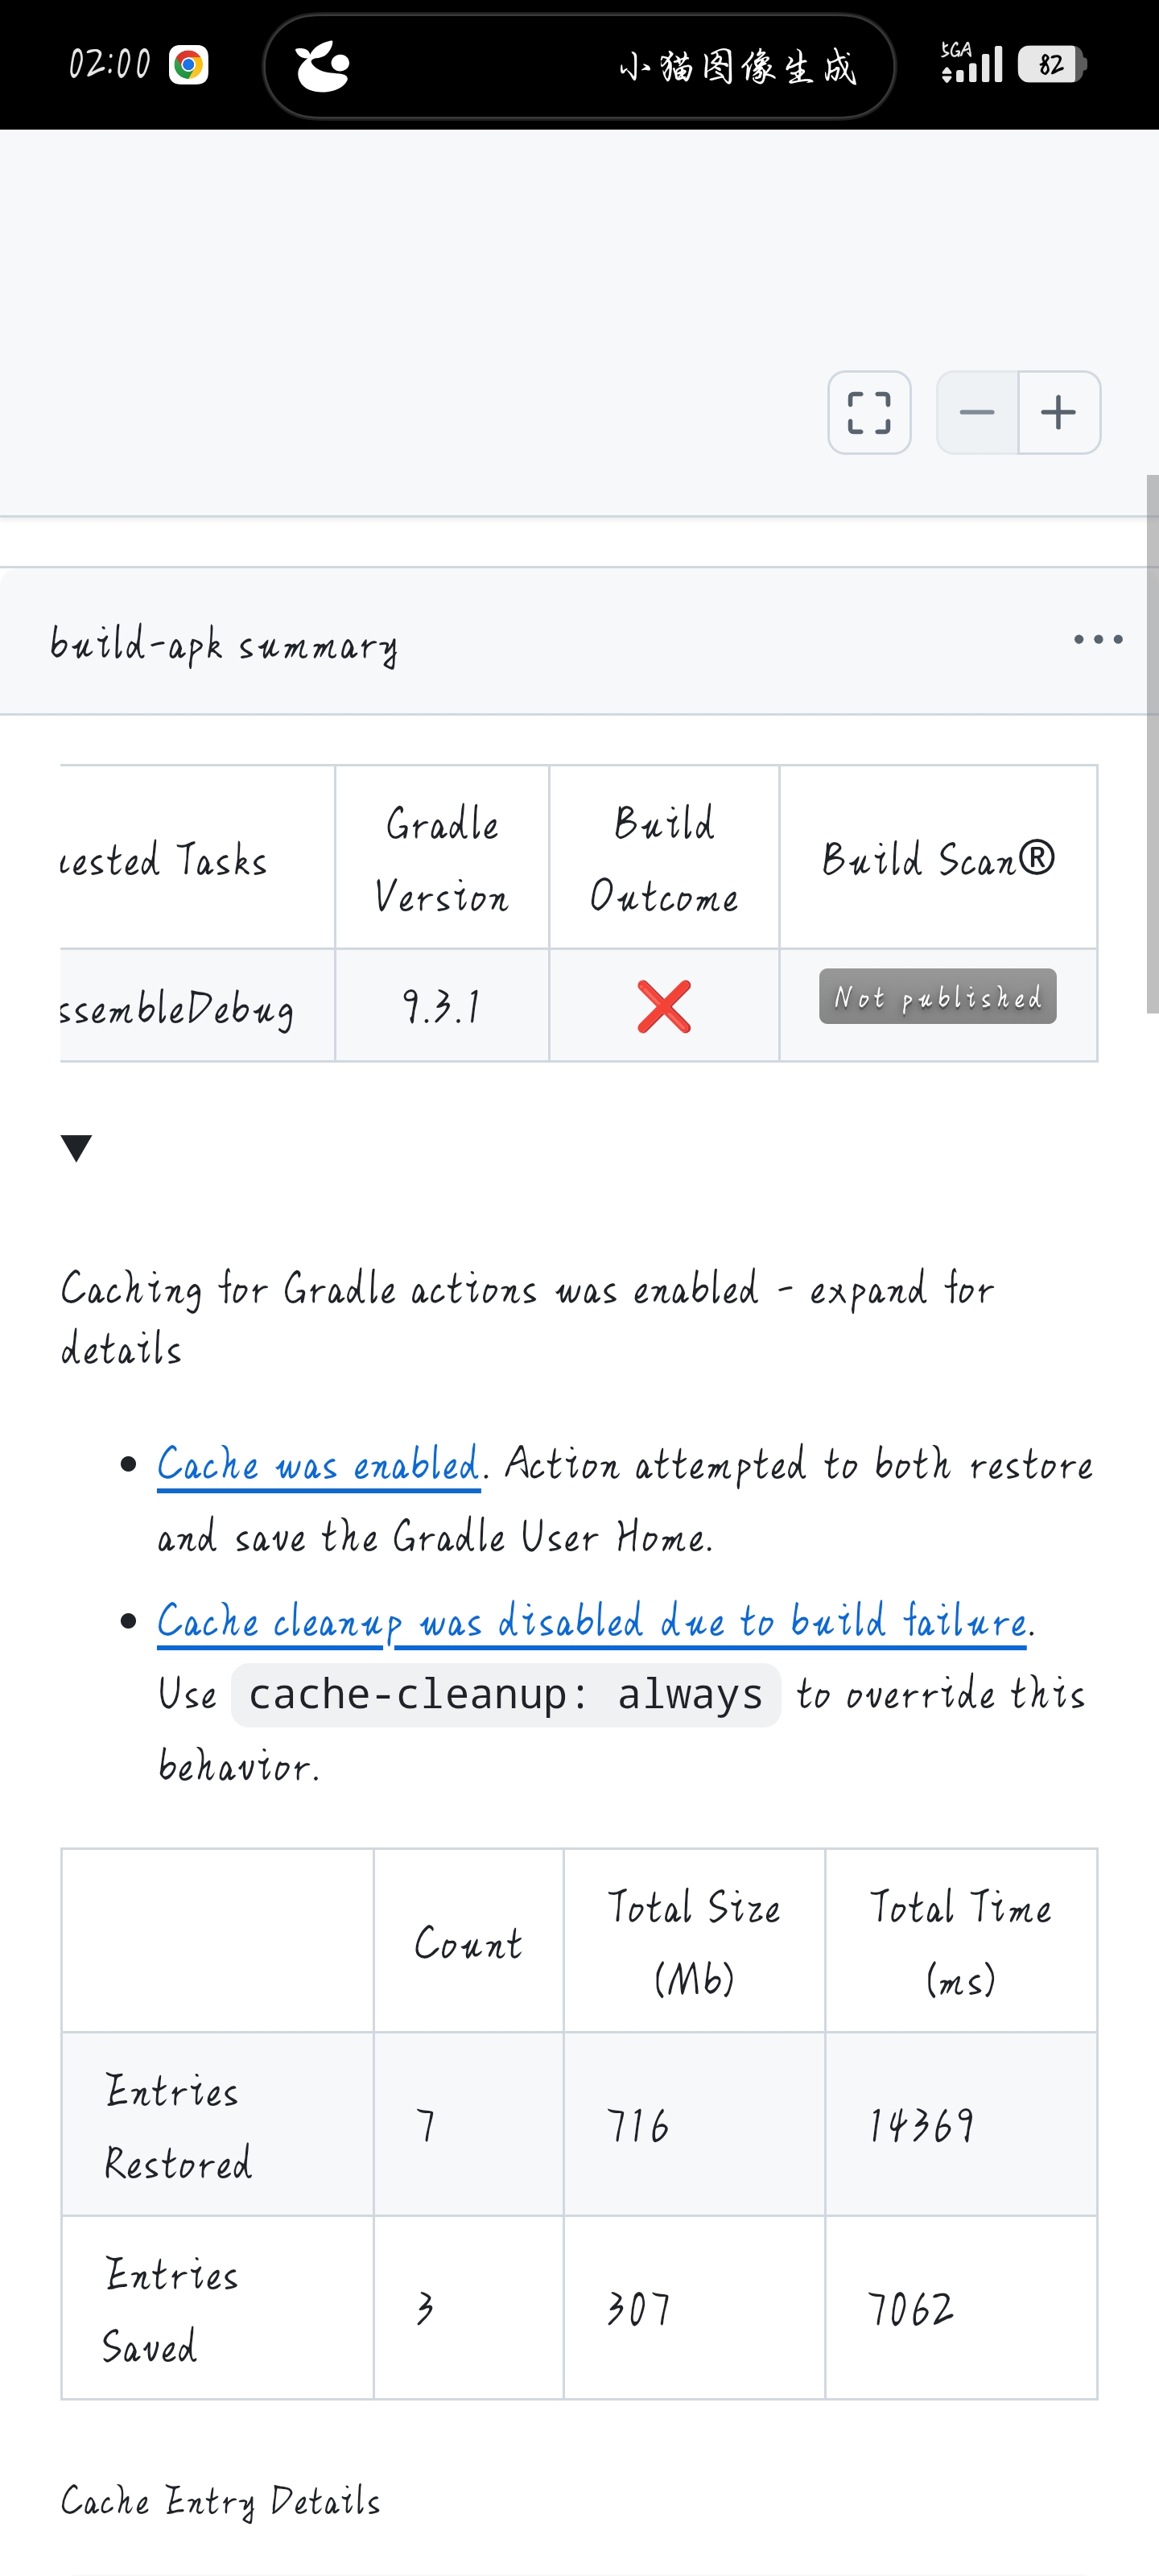 02:00
小猫图像生成
5GA
82
build-apk summary
uested Tasks
Gradle
Version
Build
Outcome
Build Scan®
ssembleDebug
9.3.1
Not published
Caching for Gradle actions was enabled - expand for
details
Cache was enabled. Action attempted to both restore
and save the Gradle User Home.
Cache cleanup was disabled due to build failure.
Use cache-cleanup: always to override this
behavior.
Count
Total Size
(Mb)
Total Time
(ms)
Entries
Restored
7
716
14369
Entries
Saved
3
307
7062
Cache Entry Details